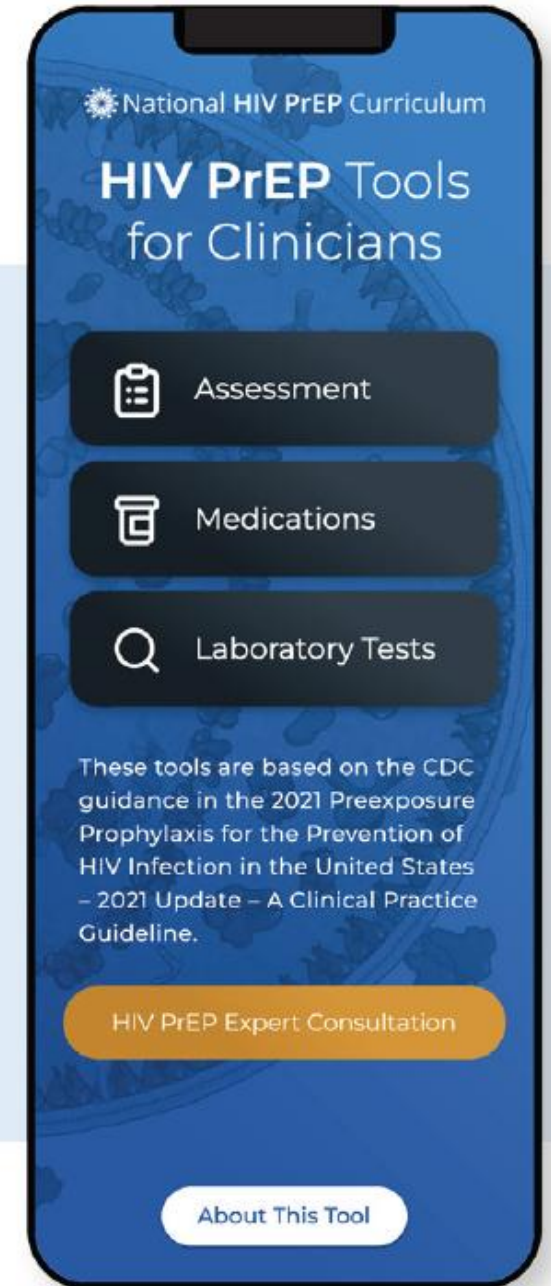 National HIV PrEP Curriculum
HIV PrEP Tools
for Clinicians
Assessment
Medications
Laboratory Tests
These tools are based on the CDC
guidance in the 2021 Preexposure
Prophylaxis for the Prevention of
HIV Infection in the United States
– 2021 Update – A Clinical Practice
Guideline.
HIV PrEP Expert Consultation
About This Tool